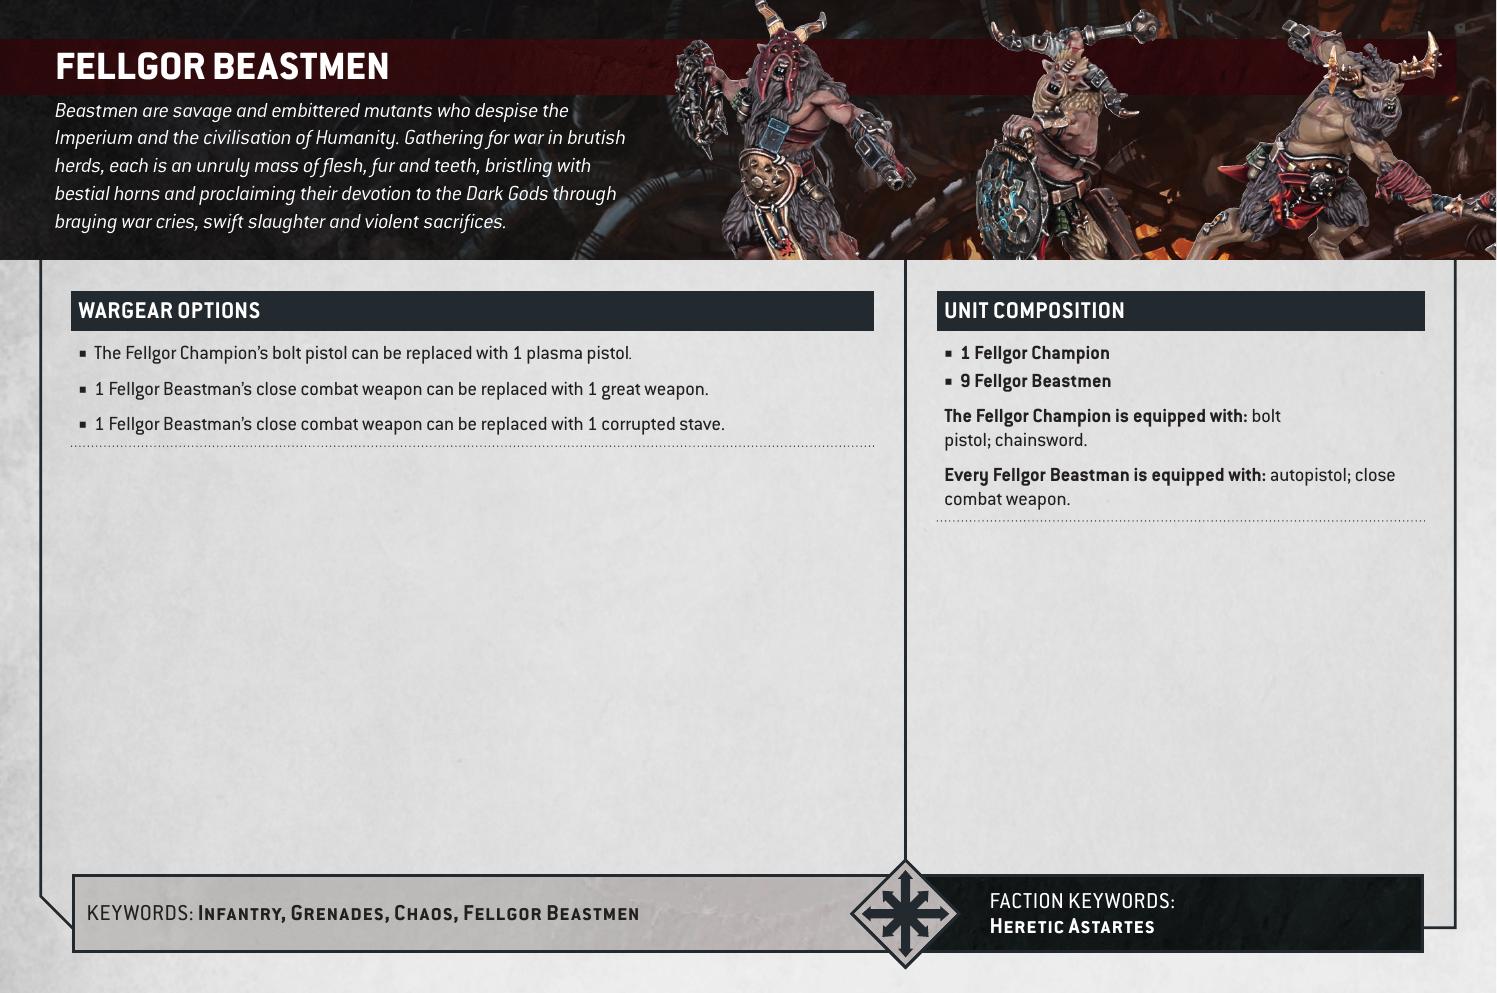 FELLGOR BEASTMEN
Beastmen are savage and embittered mutants who despise the
Imperium and the civilisation of Humanity. Gathering for war in brutish
herds, each is an unruly mass of flesh, fur and teeth, bristling with
bestial horns and proclaiming their devotion to the Dark Gods through
braying war cries, swift slaughter and violent sacrifices.
WARGEAR OPTIONS
■ The Fellgor Champion’s bolt pistol can be replaced with 1 plasma pistol.
■ 1 Fellgor Beastman’s close combat weapon can be replaced with 1 great weapon.
■ 1 Fellgor Beastman’s close combat weapon can be replaced with 1 corrupted stave.
UNIT COMPOSITION
■ 1 Fellgor Champion
■ 9 Fellgor Beastmen
The Fellgor Champion is equipped with: bolt
pistol; chainsword.
Every Fellgor Beastman is equipped with: autopistol; close
combat weapon.
KEYWORDS: Infantry, Grenades, Chaos, Fellgor Beastmen
FACTION KEYWORDS:
Heretic Astartes